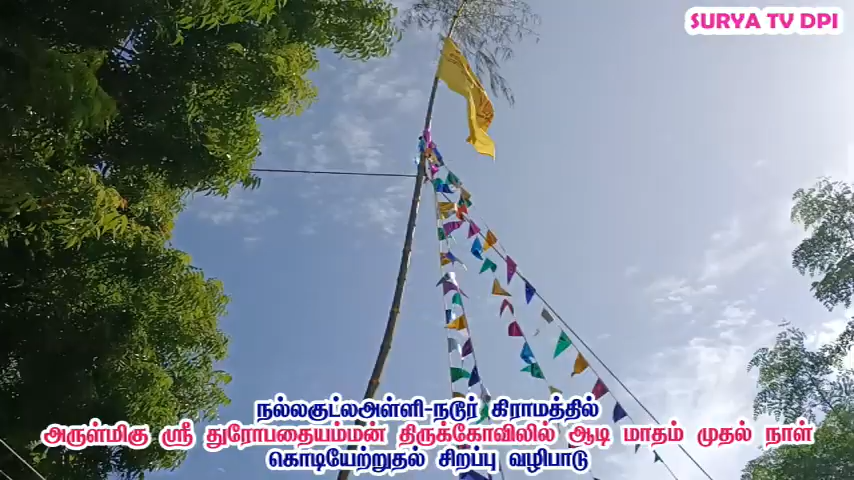 SURYA TV DPI
நல்லகுட்லஅள்ளி-நடூர் கிராமத்தில்
அருள்மிகு ஸ்ரீ துரோபதையம்மன் திருக்கோவிலில் ஆடி மாதம் முதல் நாள்
கொடியேற்றுதல் சிறப்பு வழிபாடு